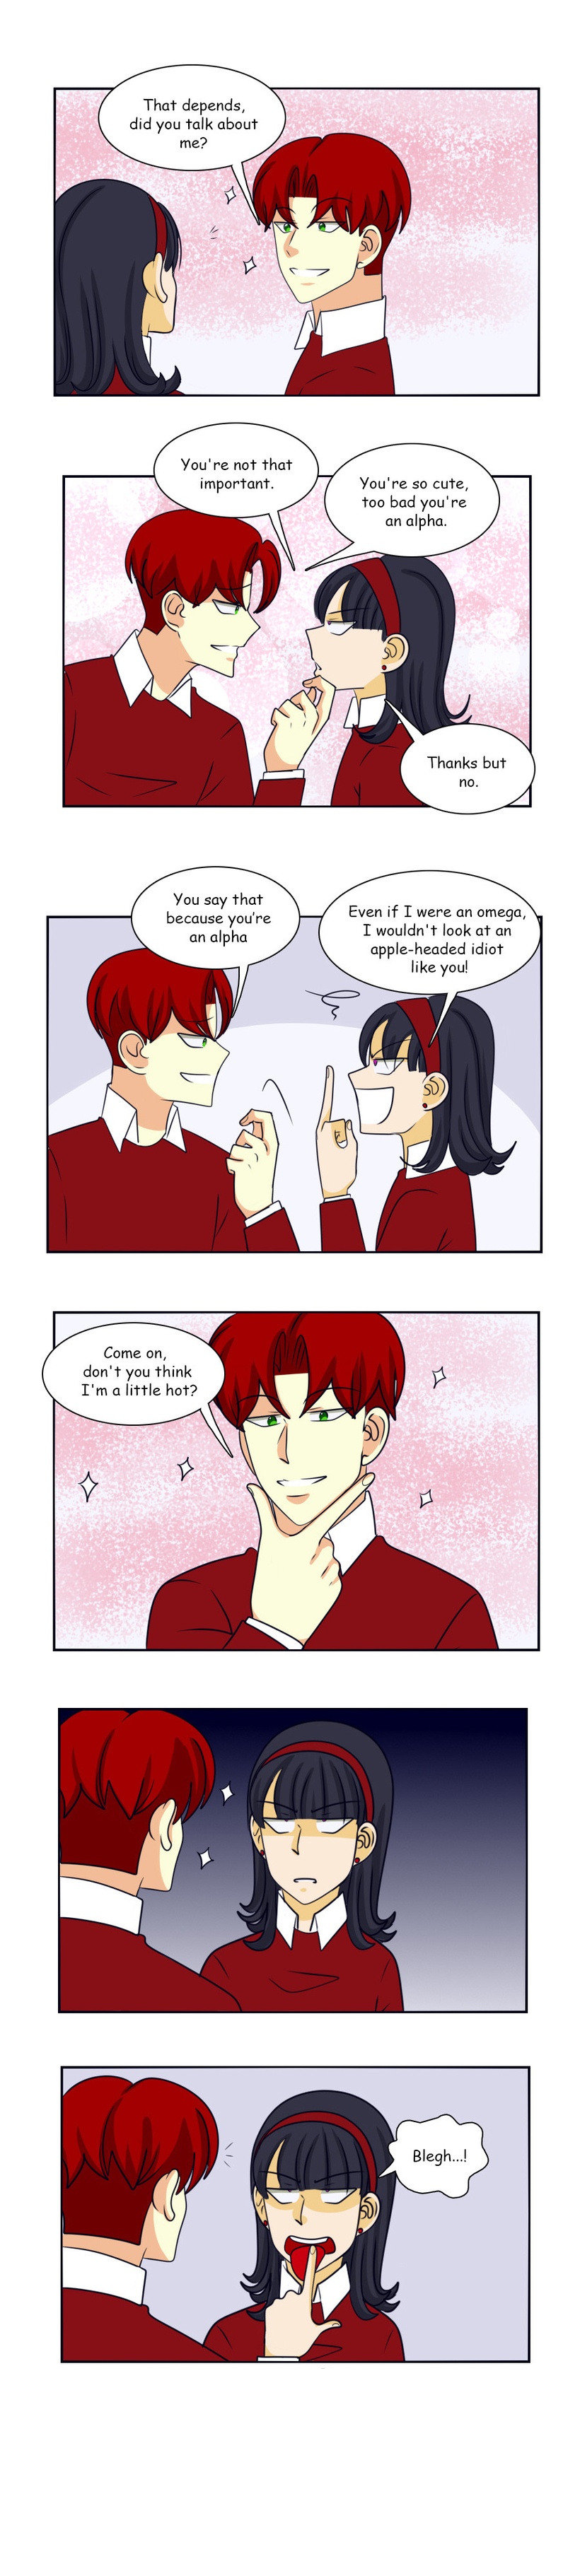 That depends,
did you talk about
me?
You're not that
important.
You're so cute,
too bad you're
an alpha.
Thanks but
no.
You say that
because you're
an alpha
Even if I were an omega,
I wouldn't look at an
apple-headed idiot
like you!
Come on,
don't you think
I'm a little hot?
Blegh...!